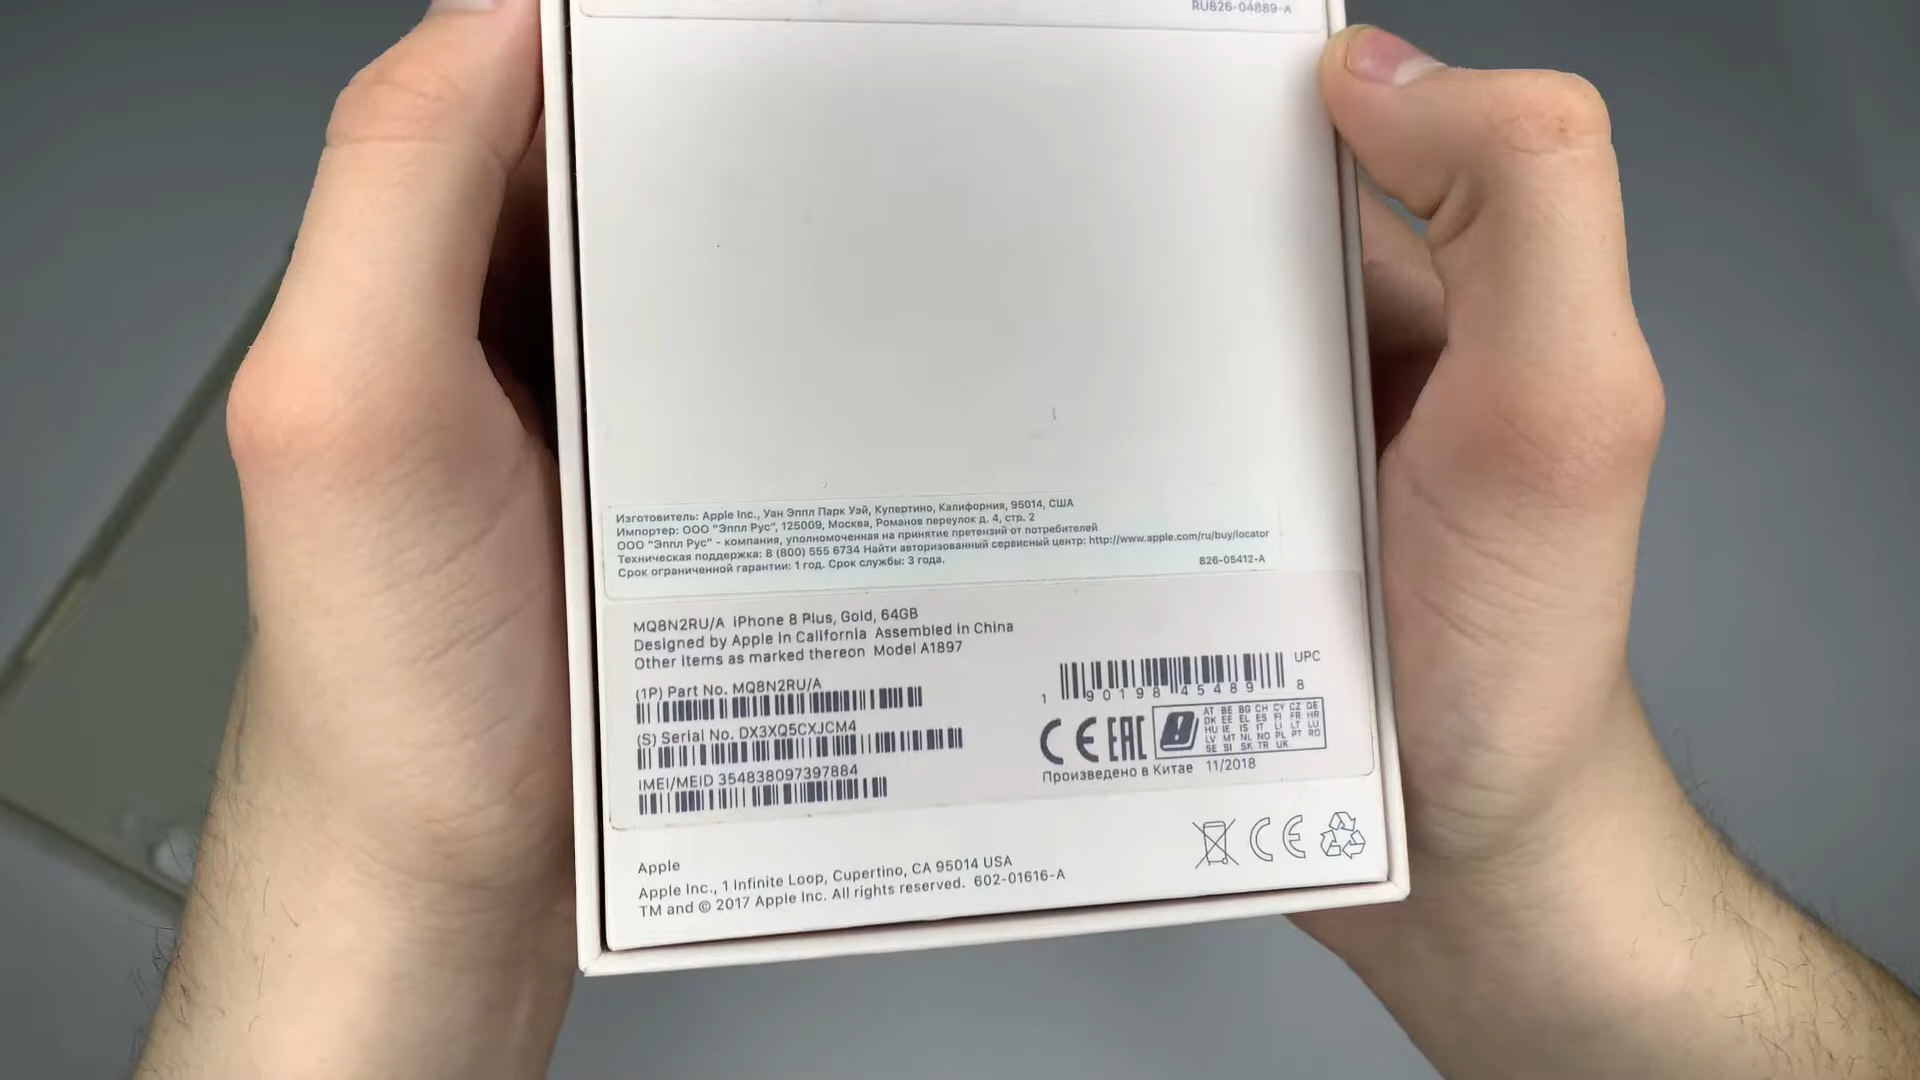 RU826-04889-A
Изготовитель: Apple Inc., Уан Эппл Парк Уэй, Купертино, Калифорния, 95014, США
Импортер: ООО "Эппл Рус", 125009, Москва, Романов переулок д. 4, стр. 2
ООО "Эппл Рус" - компания, уполномоченная на принятие претензий от потребителей
Техническая поддержка: 8 (800) 555 6734 Найти авторизованный сервисный центр: http://www.apple.com/ru/buy/locator
Срок ограниченной гарантии: 1 год. Срок службы: 3 года.
826-05412-A
MQ8N2RU/A iPhone 8 Plus, Gold, 64GB
Designed by Apple in California Assembled in China
Other items as marked thereon Model A1897
(1P) Part No. MQ8N2RU/A
(S) Serial No. DX3XQ5CXJCM4
IMEI/MEID 354838097397884
UPC
1 90198 45489 8
CE EAC
AT BE BG CH CY CZ DE
DK EE EL ES FI FR HR
HU IE IS IT LI LT LU
LV MT NL NO PL PT RO
SE SI SK TR UK
Произведено в Китае 11/2018
CE
Apple
Apple Inc., 1 Infinite Loop, Cupertino, CA 95014 USA
TM and © 2017 Apple Inc. All rights reserved. 602-01616-A